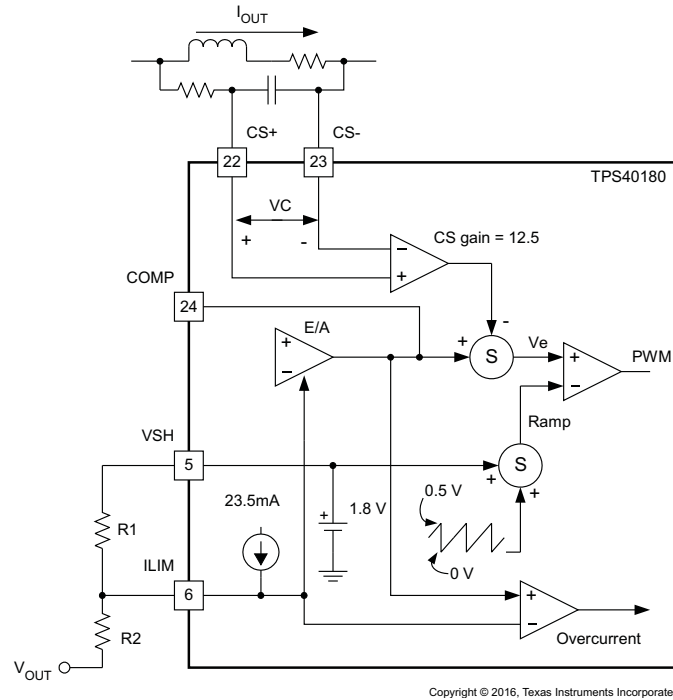 IOUT
CS+
CS-
22
23
TPS40180
VC
+
-
CS gain = 12.5
−
+
COMP
24
E/A
+
−
-
+
S
Ve
+
−
PWM
Ramp
VSH
5
S
+
+
23.5mA
+
1.8 V
0.5 V
0 V
R1
ILIM
6
R2
+
−
Overcurrent
VOUT
Copyright © 2016, Texas Instruments Incorporate